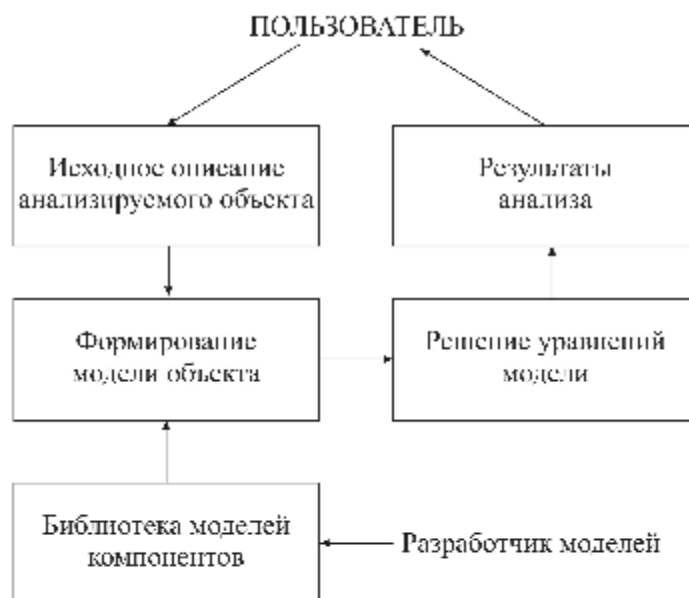 ПОЛЬЗОВАТЕЛЬ
Исходное описание
анализируемого объекта
Результаты
анализа
Формирование
модели объекта
Решение уравнений
модели
Библиотека моделей
компонентов
Разработчик моделей